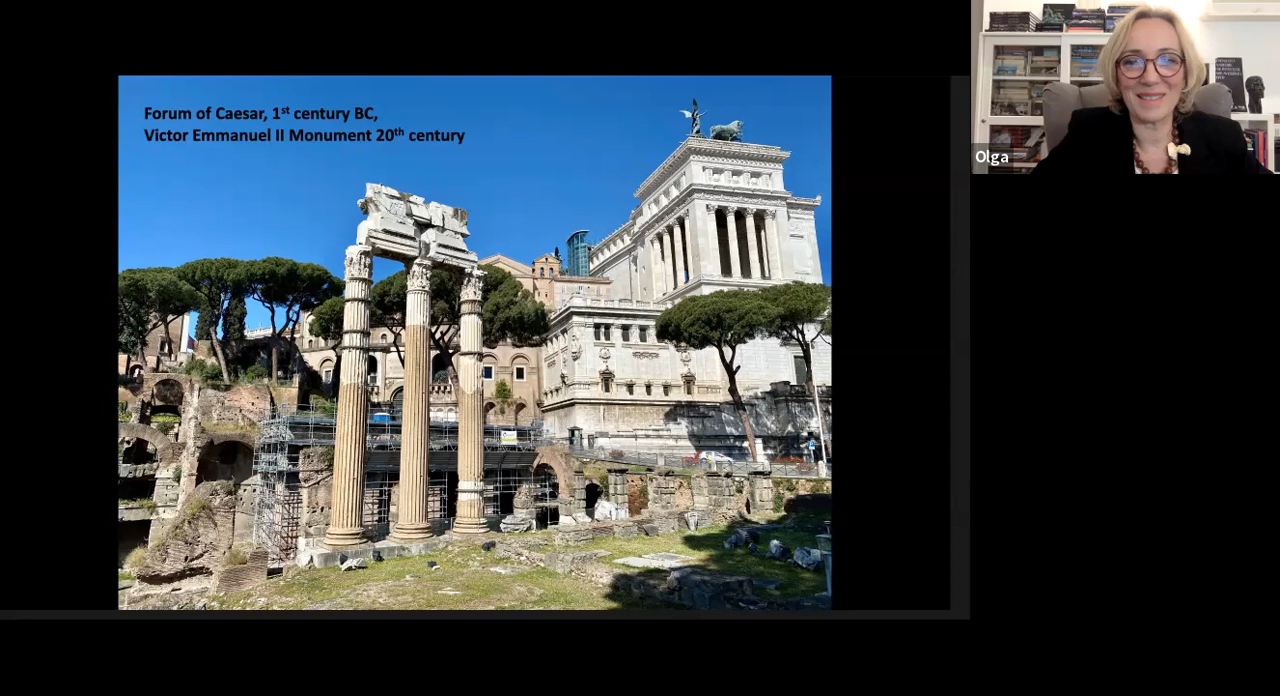 Forum of Caesar, 1st century BC,
Victor Emmanuel II Monument 20th century
Olga